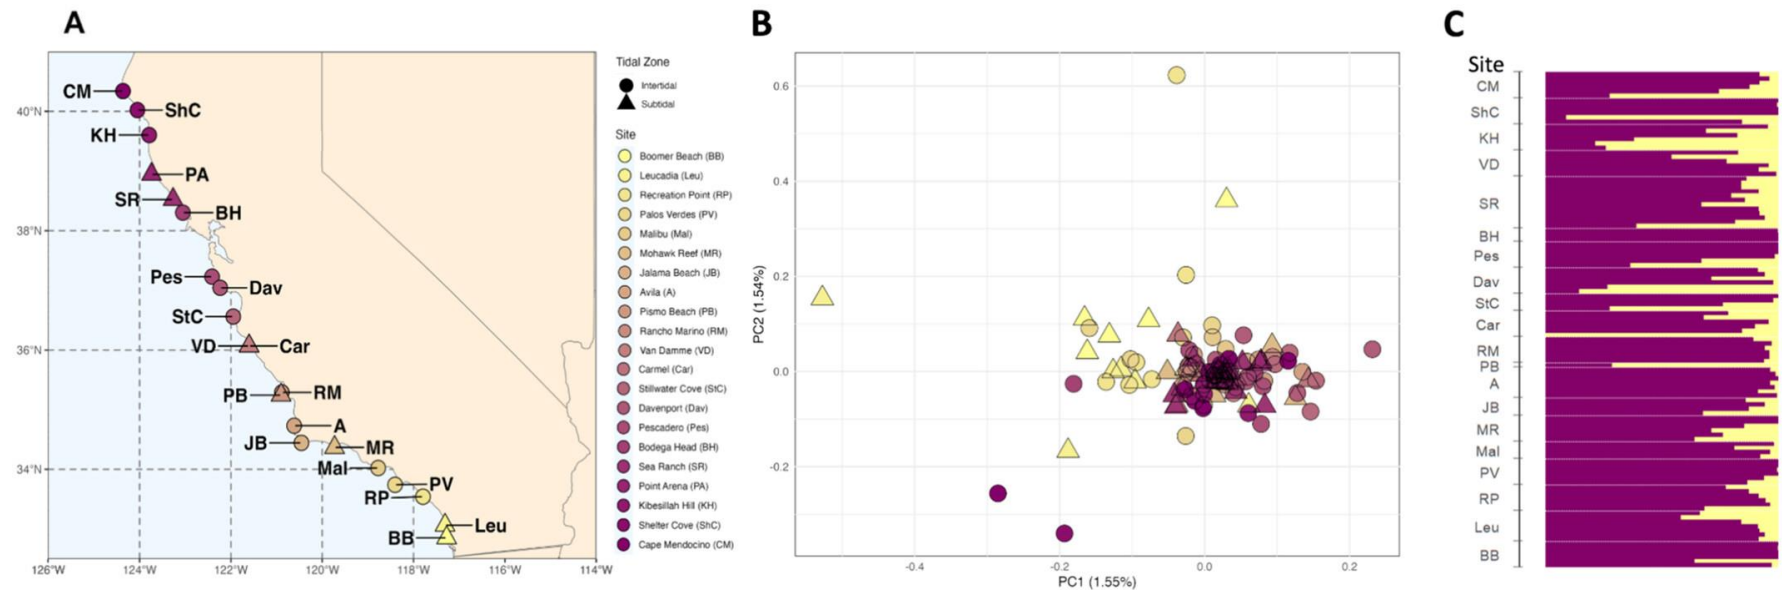 A
CM
ShC
40°N
KH
PA
SR
BH
38°N
Pes
Dav
StC
VD
Car
36°N
RM
PB
A
JB
MR
34°N
Mal
PV
RP
Leu
BB
126°W
124°W
122°W
120°W
118°W
116°W
114°W
Tidal Zone
Intertidal
Subtidal
Site
Boomer Beach (BB)
Leucadia (Leu)
Recreation Point (RP)
Palos Verdes (PV)
Malibu (Mal)
Mohawk Reef (MR)
Jalama Beach (JB)
Avila (A)
Pismo Beach (PB)
Rancho Marino (RM)
Van Damme (VD)
Carmel (Car)
Stillwater Cove (StC)
Davenport (Dav)
Pescadero (Pes)
Bodega Head (BH)
Sea Ranch (SR)
Point Arena (PA)
Kibesillah Hill (KH)
Shelter Cove (ShC)
Cape Mendocino (CM)
B
PC2 (1.54%)
0.6
0.4
0.2
0.0
-0.2
-0.4
-0.2
0.0
0.2
PC1 (1.55%)
C
Site
CM
ShC
KH
VD
SR
BH
Pes
Dav
StC
Car
RM
PB
A
JB
MR
Mal
PV
RP
Leu
BB